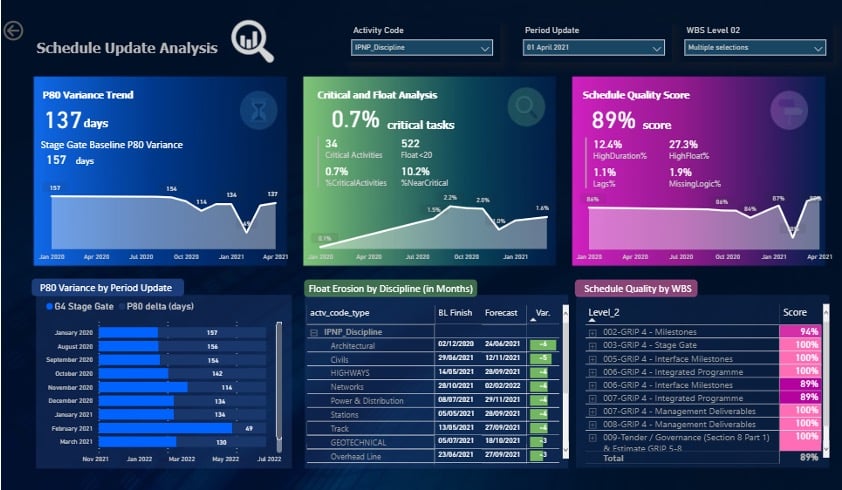 Activity Code
Period Update
WBS Level 02
Schedule Update Analysis
IPNP_Discipline
01 April 2021
Multiple selections
P80 Variance Trend
137 days
Stage Gate Baseline P80 Variance
157 days
157
154
114
134
137
Jan 2020
Apr 2020
Jul 2020
Oct 2020
Jan 2021
Apr 2021
Critical and Float Analysis
0.7% critical tasks
34
Critical Activities
522
Float<20
0.7%
%CriticalActivities
10.2%
%NearCritical
0.1%
1.5%
2.2%
2.0%
1.6%
Jan 2020
Apr 2020
Jul 2020
Oct 2020
Jan 2021
Schedule Quality Score
89% score
12.4%
HighDuration%
27.3%
HighFloat%
1.1%
Lags%
1.9%
MissingLogic%
86%
86%
84%
87%
Jan 2020
Apr 2020
Jul 2020
Oct 2020
Jan 2021
Apr 2021
P80 Variance by Period Update
G4 Stage Gate
P80 delta (days)
January 2020 157
August 2020 156
September 2020 154
October 2020 142
November 2020 114
December 2020 134
January 2021 134
February 2021 49
March 2021 130
Nov 2021
Jan 2022
Mar 2022
May 2022
Jul 2022
Float Erosion by Discipline (in Months)
actv_code_type BL Finish Forecast Var.
IPNP_Discipline
Architectural 02/12/2020 24/06/2021 -6
Civils 29/06/2021 12/11/2021 -5
HIGHWAYS 14/05/2021 28/09/2021 -4
Networks 28/10/2021 02/02/2022 -4
Power & Distribution 08/07/2021 29/11/2021 -4
Stations 05/05/2021 28/09/2021 -4
Track 13/05/2021 27/09/2021 -4
GEOTECHNICAL 05/07/2021 18/10/2021 -3
Overhead Line 23/06/2021 27/09/2021 -3
Schedule Quality by WBS
Level_2 Score
002-GRIP 4 - Milestones 94%
003-GRIP 4 - Stage Gate 100%
005-GRIP 4 - Interface Milestones 100%
006-GRIP 4 - Integrated Programme 100%
006-GRIP 4 - Interface Milestones 89%
007-GRIP 4 - Integrated Programme 89%
007-GRIP 4 - Management Deliverables 100%
008-GRIP 4 - Management Deliverables 100%
009-Tender / Governance (Section 8 Part 1) 100%
& Estimate GRIP 5-8
Total 89%